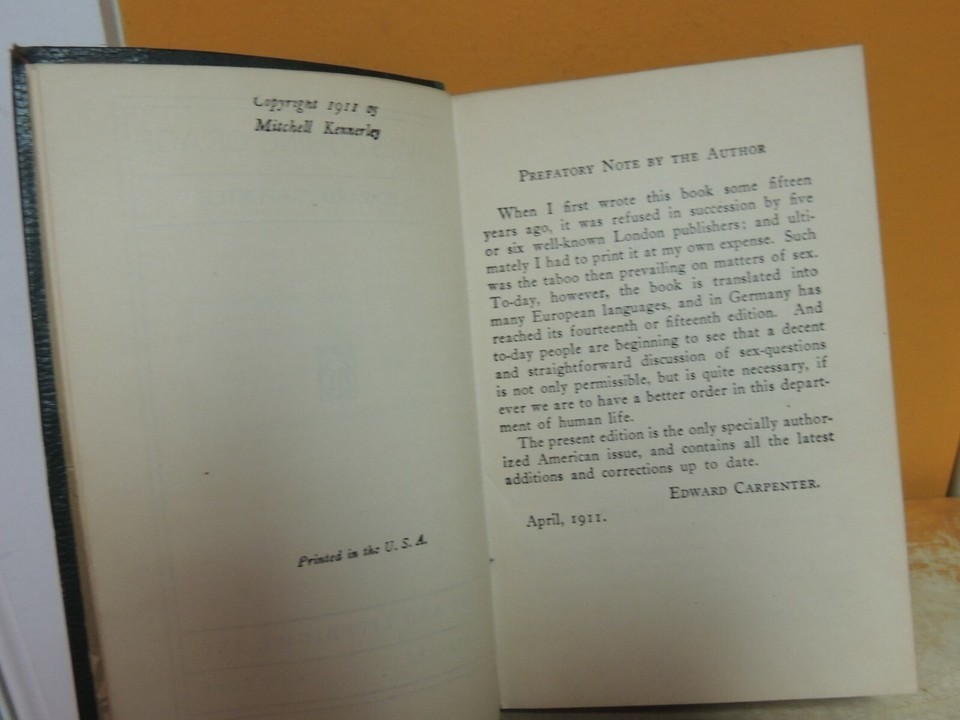 Copyright 1911 by
Mitchell Kennerley
Printed in the U. S. A.
Prefatory Note by the Author
When I first wrote this book some fifteen
years ago, it was refused in succession by five
or six well-known London publishers; and ulti-
mately I had to print it at my own expense. Such
was the taboo then prevailing on matters of sex.
To-day, however, the book is translated into
many European languages, and in Germany has
reached its fourteenth or fifteenth edition. And
to-day people are beginning to see that a decent
and straightforward discussion of sex-questions
is not only permissible, but is quite necessary, if
ever we are to have a better order in this depart-
ment of human life.
The present edition is the only specially author-
ized American issue, and contains all the latest
additions and corrections up to date.
Edward Carpenter.
April, 1911.